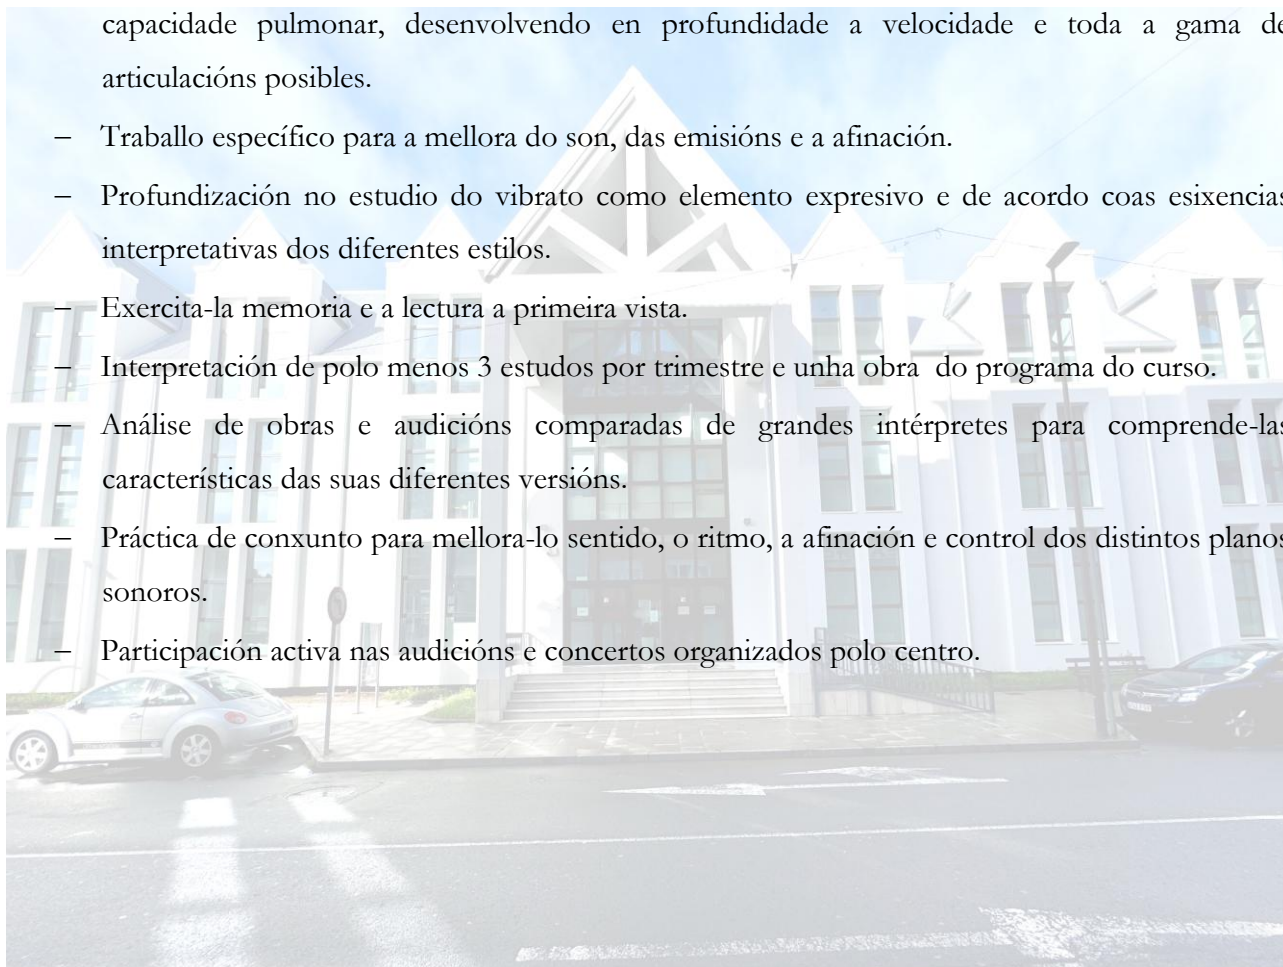 capacidade pulmonar, desenvolvendo en profundidade a velocidade e toda a gama de
articulacións posibles.
− Traballo específico para a mellora do son, das emisións e a afinación.
− Profundización no estudio do vibrato como elemento expresivo e de acordo coas esixencias
interpretativas dos diferentes estilos.
− Exercita-la memoria e a lectura a primeira vista.
− Interpretación de polo menos 3 estudos por trimestre e unha obra do programa do curso.
− Análise de obras e audicións comparadas de grandes intérpretes para comprende-las
características das suas diferentes versións.
− Práctica de conxunto para mellora-lo sentido, o ritmo, a afinación e control dos distintos planos
sonoros.
− Participación activa nas audicións e concertos organizados polo centro.